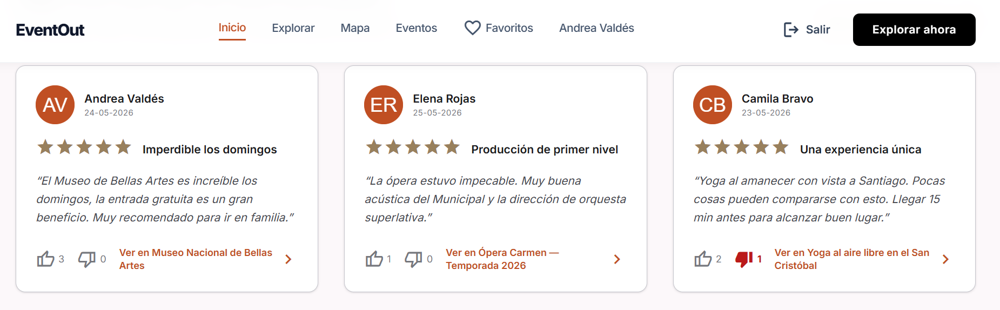 EventOut
Inicio
Explorar
Mapa
Eventos
Favoritos
Andrea Valdés
Salir
Explorar ahora
AV
Andrea Valdés
24-05-2026
Imperdible los domingos
“El Museo de Bellas Artes es increíble los
domingos, la entrada gratuita es un gran
beneficio. Muy recomendado para ir en familia.”
3
0
Ver en Museo Nacional de Bellas
Artes
ER
Elena Rojas
25-05-2026
Producción de primer nivel
“La ópera estuvo impecable. Muy buena
acústica del Municipal y la dirección de orquesta
superlativa.”
1
0
Ver en Ópera Carmen —
Temporada 2026
CB
Camila Bravo
23-05-2026
Una experiencia única
“Yoga al amanecer con vista a Santiago. Pocas
cosas pueden compararse con esto. Llegar 15
min antes para alcanzar buen lugar.”
2
1
Ver en Yoga al aire libre en el San
Cristóbal